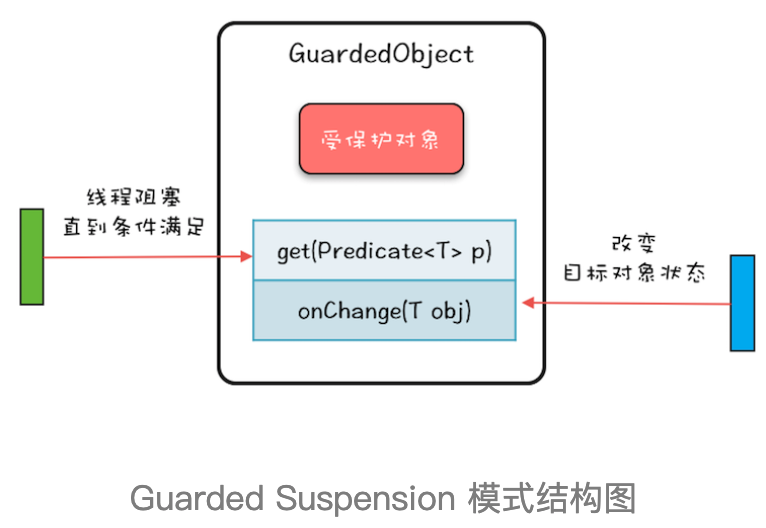 GuardedObject
受保护对象
线程阻塞
直到条件满足
get(Predicate<T> p)
onChange(T obj)
改变
目标对象状态
Guarded Suspension 模式结构图